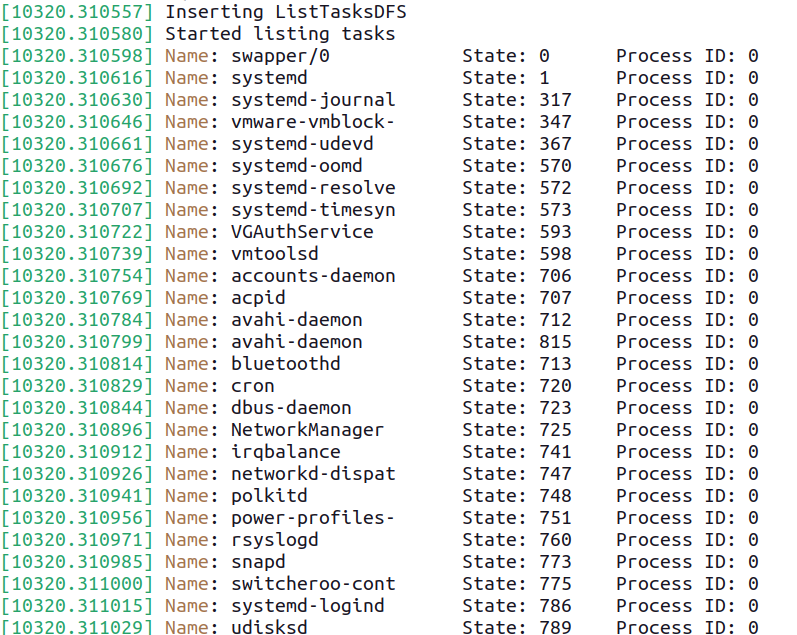 [10320.310557] Inserting ListTasksDFS
[10320.310580] Started listing tasks
[10320.310598] Name: swapper/0 State: 0 Process ID: 0
[10320.310616] Name: systemd State: 1 Process ID: 0
[10320.310630] Name: systemd-journal State: 317 Process ID: 0
[10320.310646] Name: vmware-vmblock- State: 347 Process ID: 0
[10320.310661] Name: systemd-udevd State: 367 Process ID: 0
[10320.310676] Name: systemd-oomd State: 570 Process ID: 0
[10320.310692] Name: systemd-resolve State: 572 Process ID: 0
[10320.310707] Name: systemd-timesyn State: 573 Process ID: 0
[10320.310722] Name: VGAuthService State: 593 Process ID: 0
[10320.310739] Name: vmtoolsd State: 598 Process ID: 0
[10320.310754] Name: accounts-daemon State: 706 Process ID: 0
[10320.310769] Name: acpid State: 707 Process ID: 0
[10320.310784] Name: avahi-daemon State: 712 Process ID: 0
[10320.310799] Name: avahi-daemon State: 815 Process ID: 0
[10320.310814] Name: bluetoothd State: 713 Process ID: 0
[10320.310829] Name: cron State: 720 Process ID: 0
[10320.310844] Name: dbus-daemon State: 723 Process ID: 0
[10320.310896] Name: NetworkManager State: 725 Process ID: 0
[10320.310912] Name: irqbalance State: 741 Process ID: 0
[10320.310926] Name: networkd-dispat State: 747 Process ID: 0
[10320.310941] Name: polkitd State: 748 Process ID: 0
[10320.310956] Name: power-profiles- State: 751 Process ID: 0
[10320.310971] Name: rsyslogd State: 760 Process ID: 0
[10320.310985] Name: snapd State: 773 Process ID: 0
[10320.311000] Name: switcheroo-cont State: 775 Process ID: 0
[10320.311015] Name: systemd-logind State: 786 Process ID: 0
[10320.311029] Name: udisksd State: 789 Process ID: 0